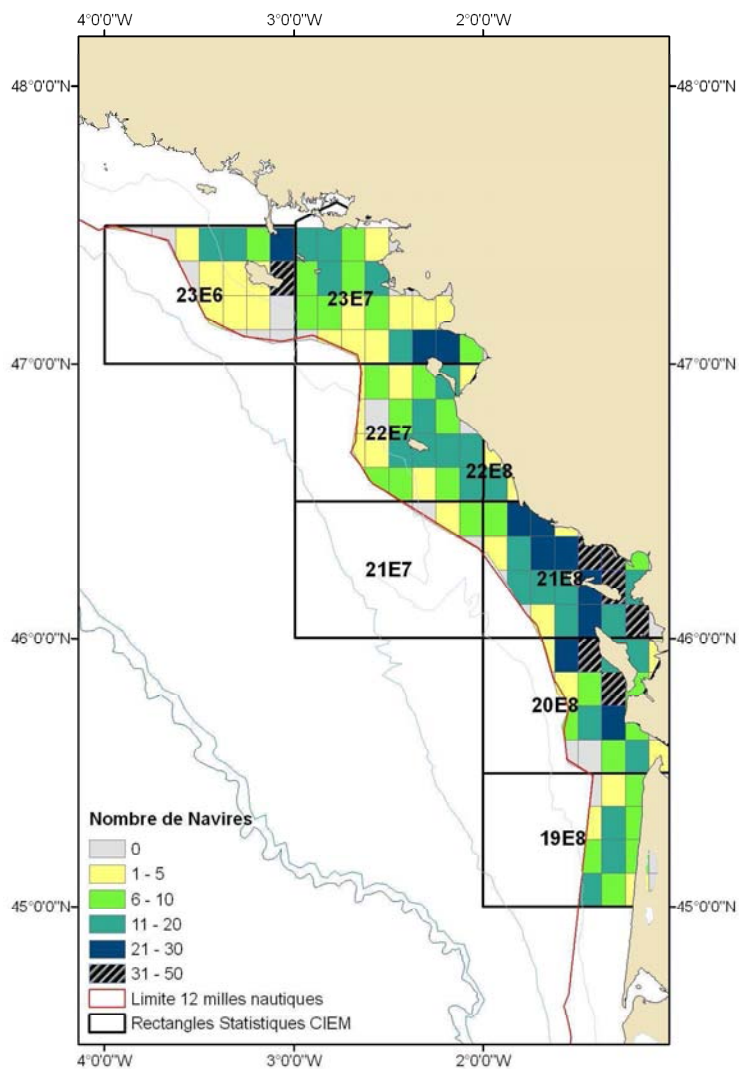 4°0'0"W 3°0'0"W 2°0'0"W
48°0'0"N 48°0'0"N
23E6 23E7
47°0'0"N 47°0'0"N
22E7
22E8
21E7 21E8
46°0'0"N 46°0'0"N
20E8
19E8
45°0'0"N 45°0'0"N
Nombre de Navires
0
1 - 5
6 - 10
11 - 20
21 - 30
31 - 50
Limite 12 milles nautiques
Rectangles Statistiques CIEM
4°0'0"W 3°0'0"W 2°0'0"W